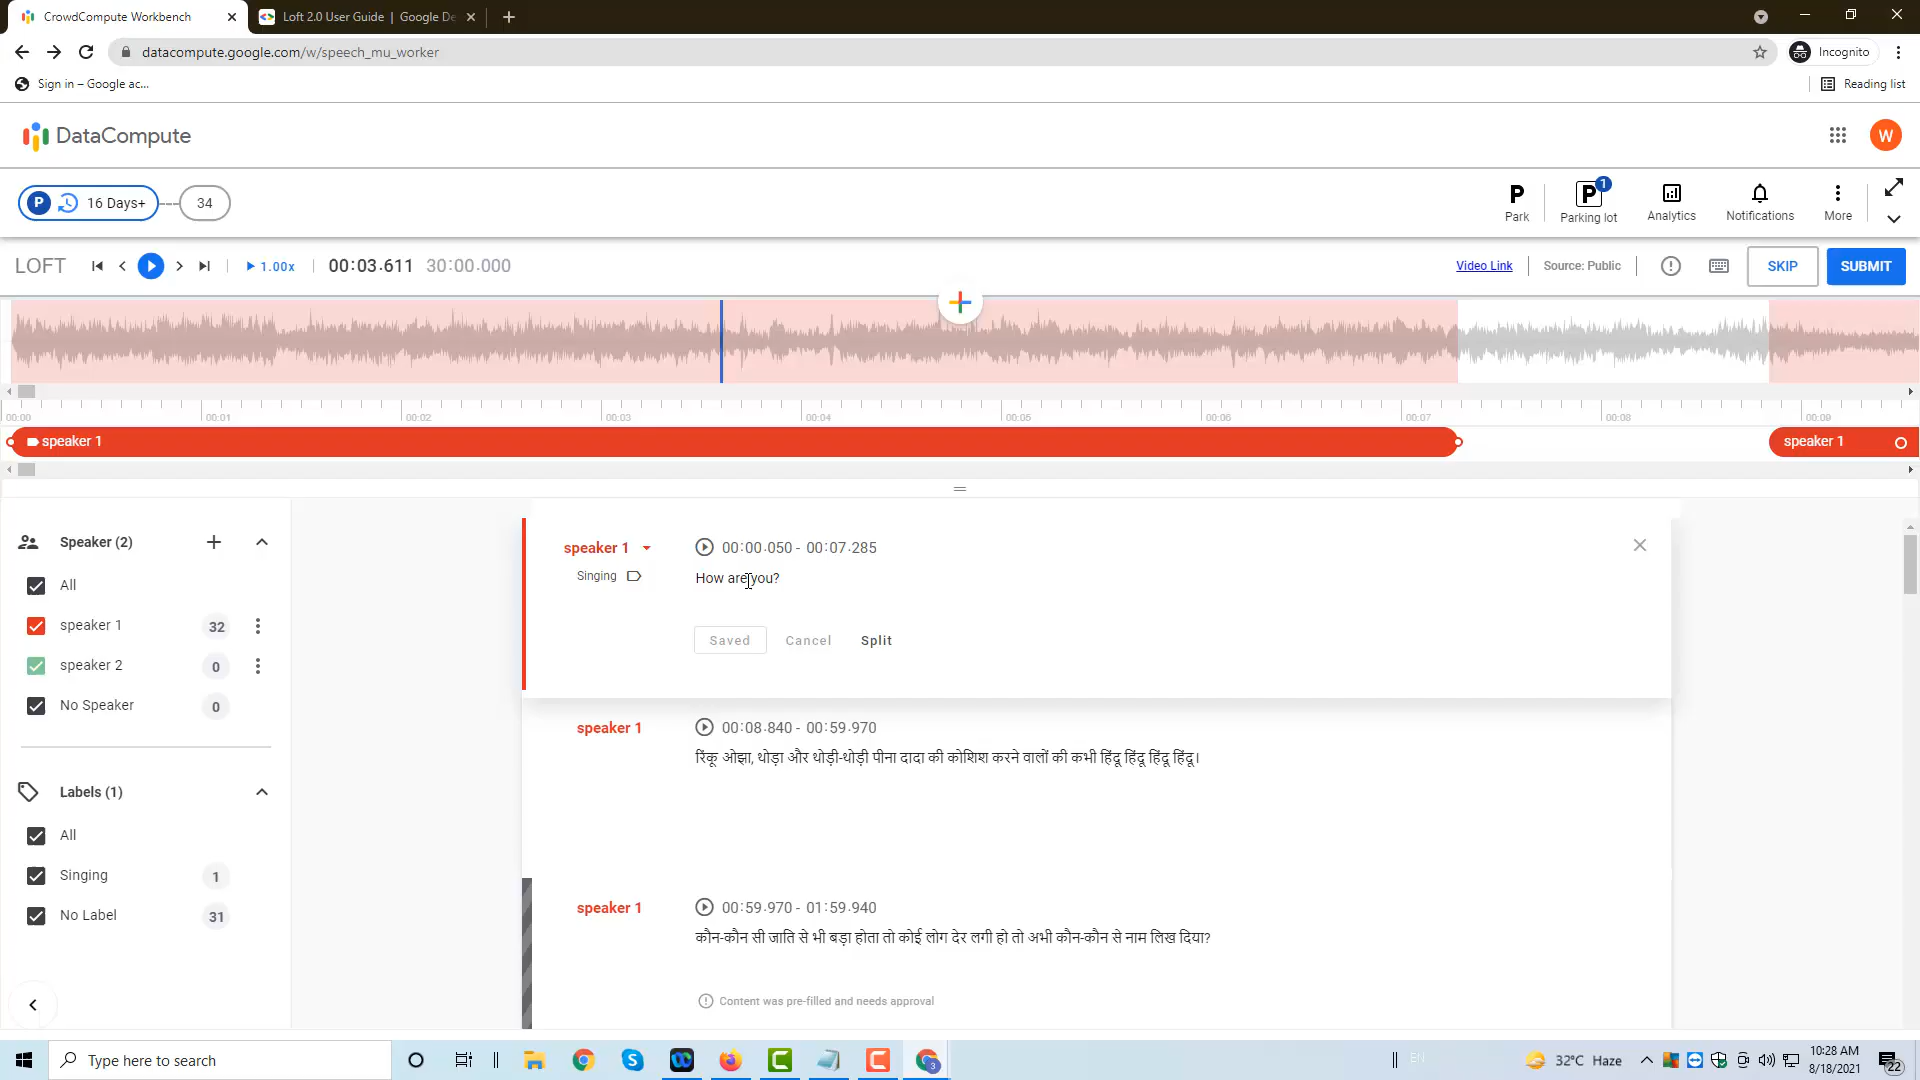 CrowdCompute Workbench
Loft 2.0 User Guide | Google De
datacompute.google.com/w/speech_mu_worker
Incognito
Sign in – Google ac...
Reading list
DataCompute
W
P 16 Days+
34
P
Park
P 1
Parking lot
Analytics
Notifications
More
LOFT
1.00x
00:03.611 30:00.000
Video Link
Source: Public
SKIP
SUBMIT
00:00 00:01 00:02 00:03 00:04 00:05 00:06 00:07 00:08 00:09
speaker 1
speaker 1
Speaker (2)
All
speaker 1 32
speaker 2 0
No Speaker 0
Labels (1)
All
Singing 1
No Label 31
speaker 1 00:00.050 - 00:07.285
Singing
How are you?
Saved Cancel Split
speaker 1 00:08.840 - 00:59.970
रिंकू ओझा, थोड़ा और थोड़ी-थोड़ी पीना दादा की कोशिश करने वालों की कभी हिंदू हिंदू हिंदू हिंदू।
speaker 1 00:59.970 - 01:59.940
कौन-कौन सी जाति से भी बड़ा होता तो कोई लोग देर लगी हो तो अभी कौन-कौन से नाम लिख दिया?
Content was pre-filled and needs approval
Type here to search
3
EN
32°C Haze
10:28 AM
8/18/2021
22